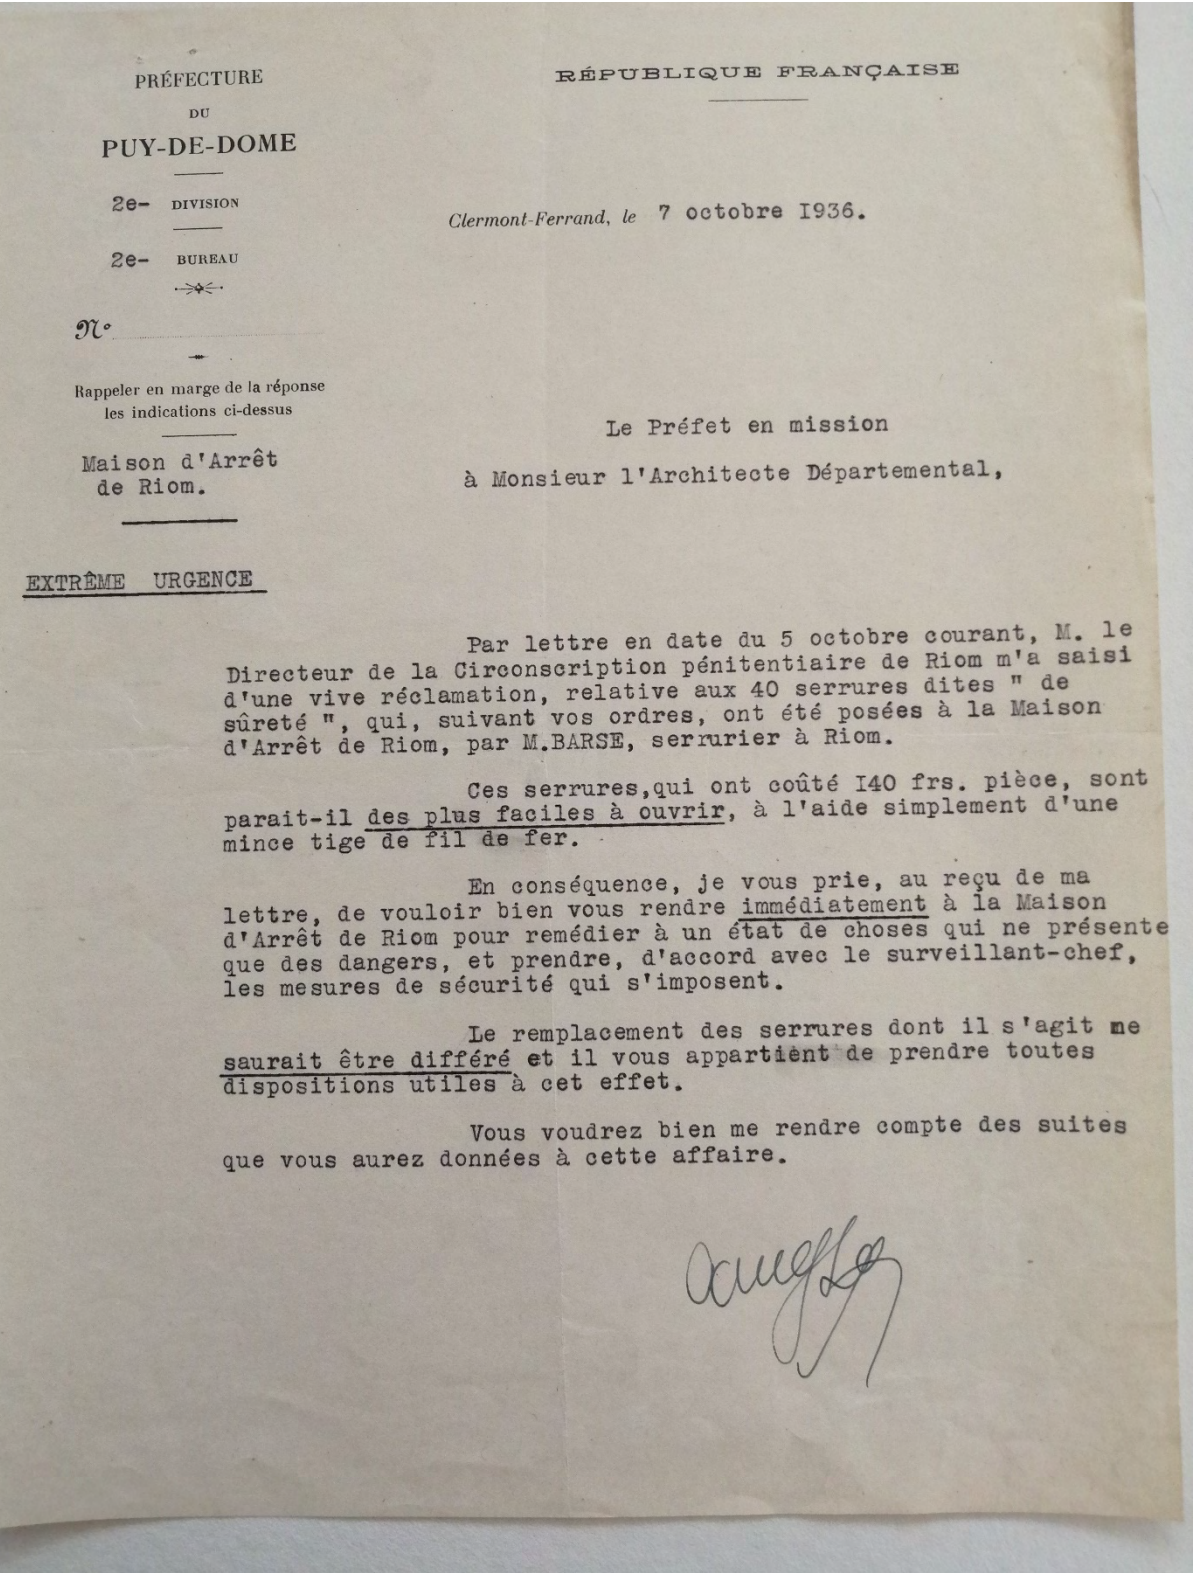 PRÉFECTURE
DU
PUY-DE-DOME
2e- DIVISION
2e- BUREAU
N°
Rappeler en marge de la réponse
les indications ci-dessus
Maison d'Arrêt
de Riom.
EXTRÊME URGENCE
RÉPUBLIQUE FRANÇAISE
Clermont-Ferrand, le 7 octobre I936.
Le Préfet en mission
à Monsieur l'Architecte Départemental,
Par lettre en date du 5 octobre courant, M. le
Directeur de la Circonscription pénitentiaire de Riom m'a saisi
d'une vive réclamation, relative aux 40 serrures dites " de
sûreté ", qui, suivant vos ordres, ont été posées à la Maison
d'Arrêt de Riom, par M.BARSE, serrurier à Riom.
Ces serrures,qui ont coûté I40 frs. pièce, sont
parait-il des plus faciles à ouvrir, à l'aide simplement d'une
mince tige de fil de fer.
En conséquence, je vous prie, au reçu de ma
lettre, de vouloir bien vous rendre immédiatement à la Maison
d'Arrêt de Riom pour remédier à un état de choses qui ne présente
que des dangers, et prendre, d'accord avec le surveillant-chef,
les mesures de sécurité qui s'imposent.
Le remplacement des serrures dont il s'agit ne
saurait être différé et il vous appartient de prendre toutes
dispositions utiles à cet effet.
Vous voudrez bien me rendre compte des suites
que vous aurez données à cette affaire.